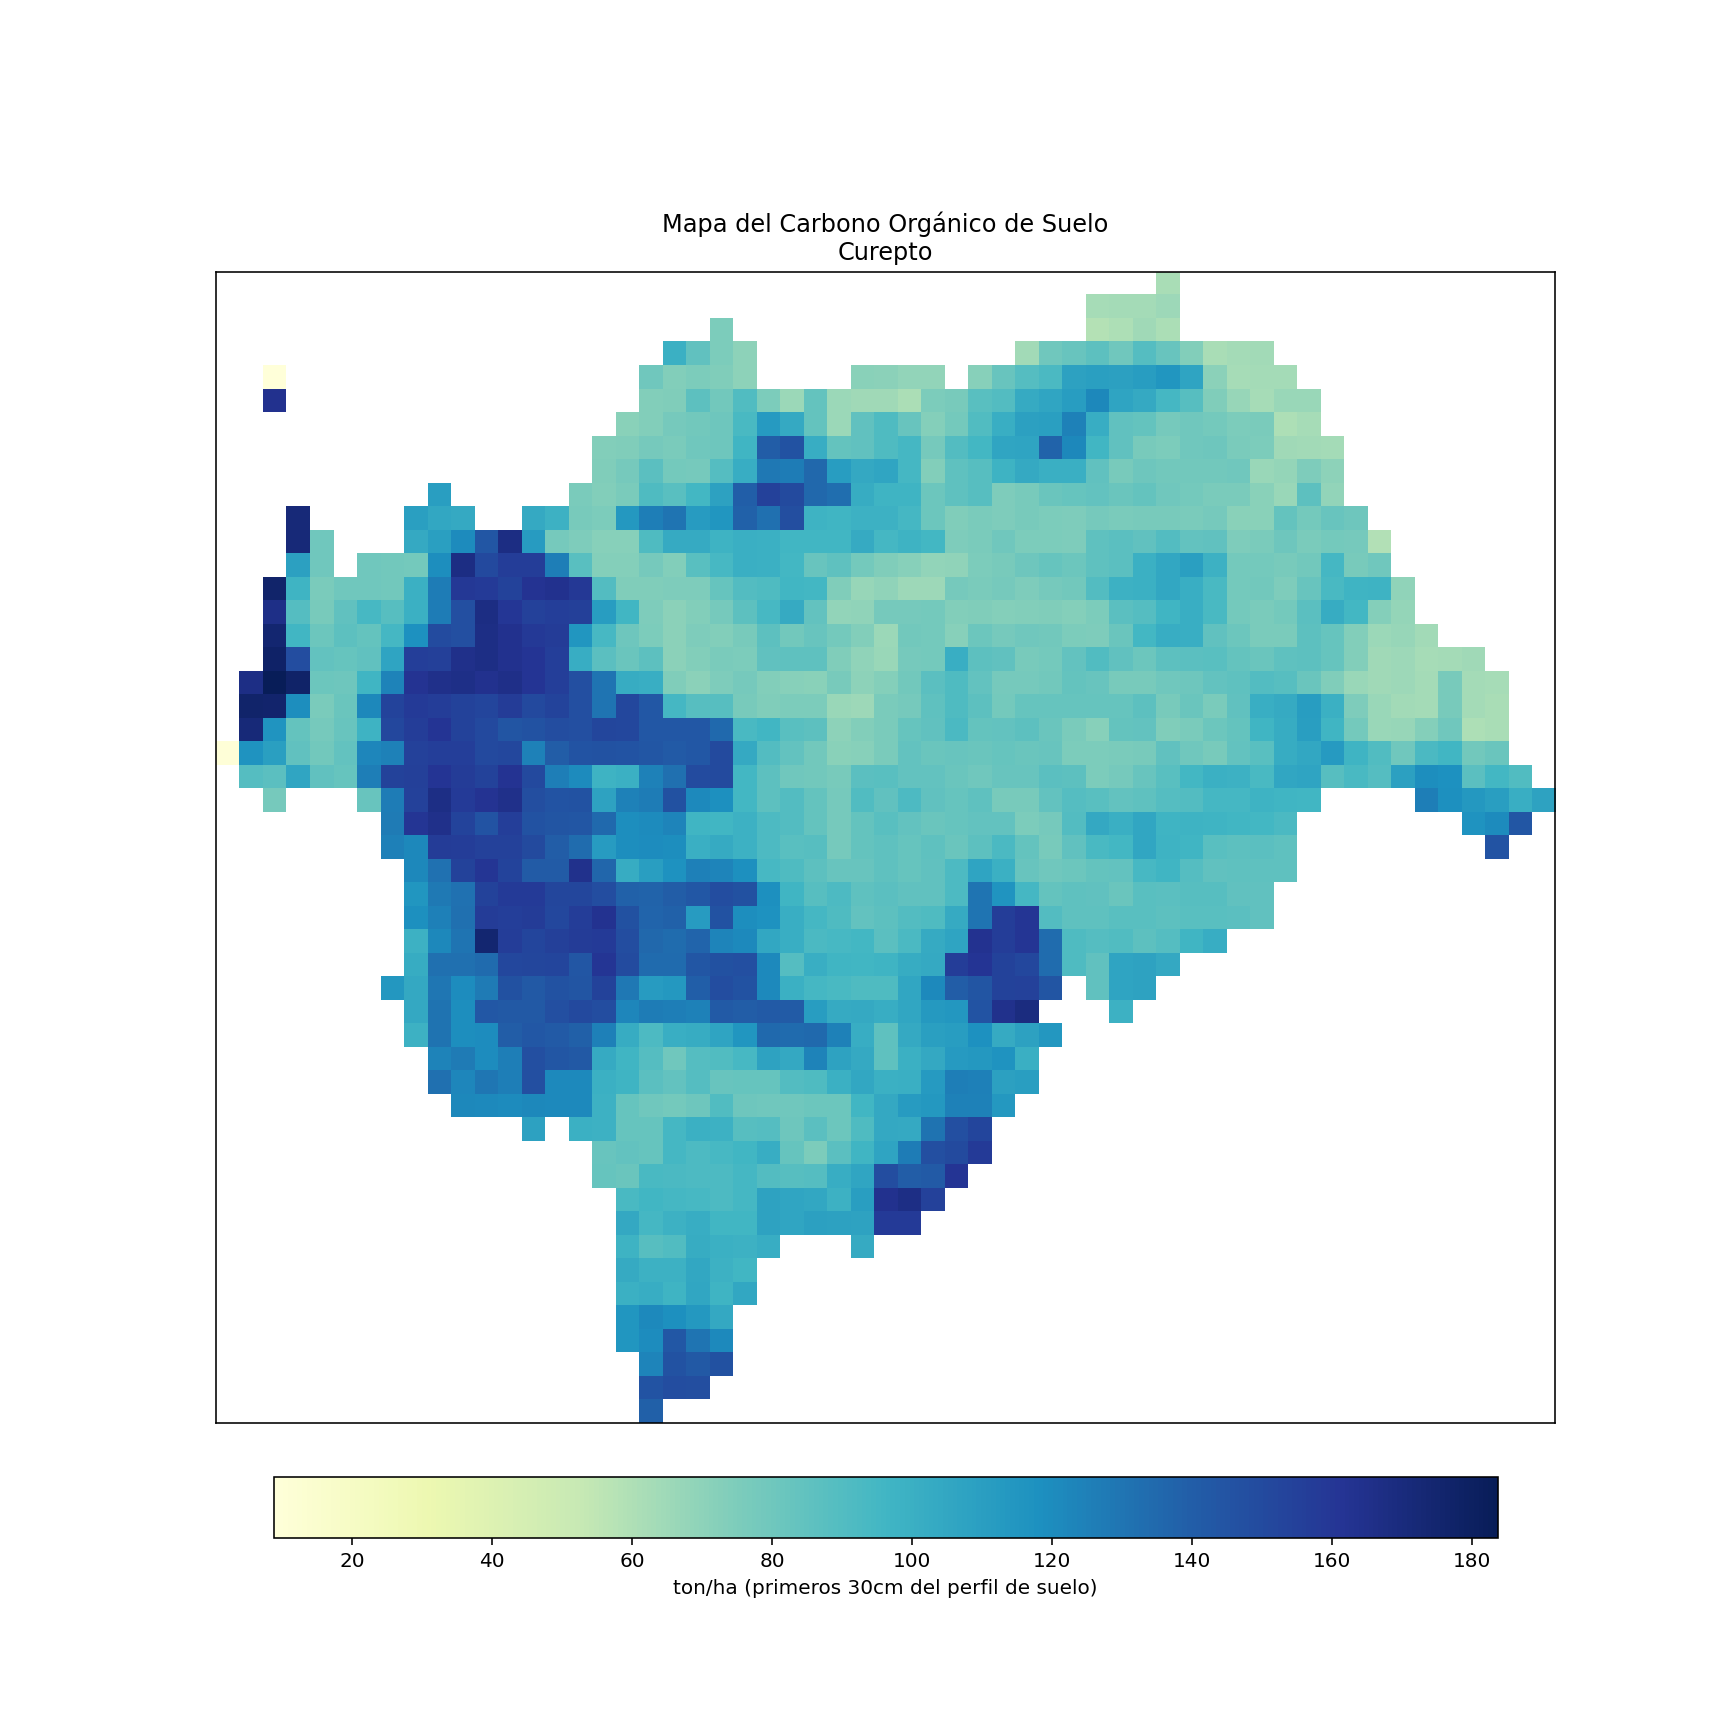 Mapa del Carbono Orgánico de Suelo
Curepto
20 40 60 80 100 120 140 160 180
ton/ha (primeros 30cm del perfil de suelo)